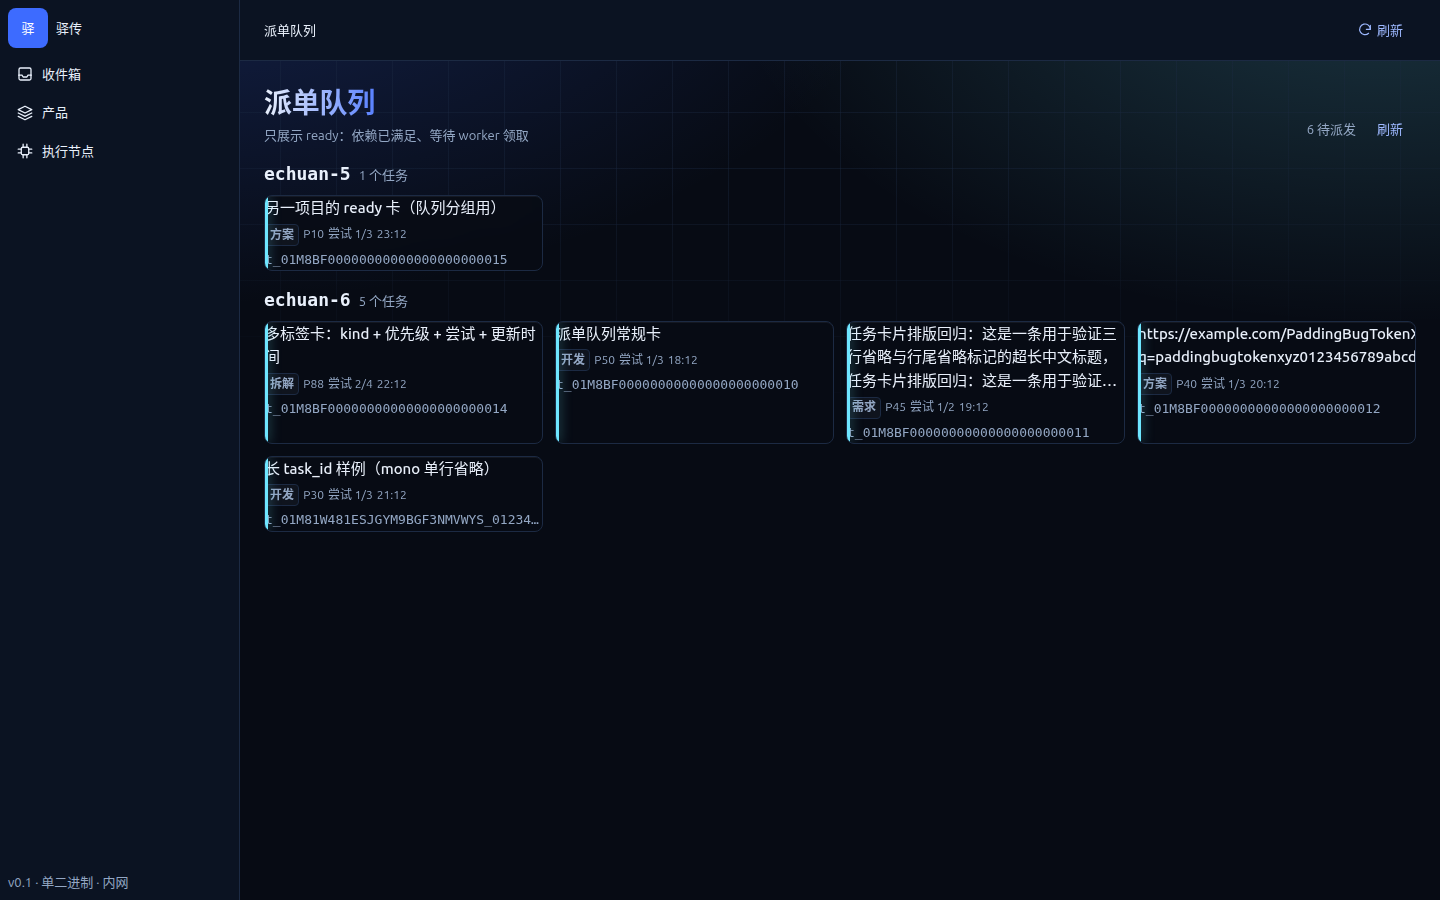 驿 驿传
收件箱
产品
执行节点
v0.1 · 单二进制 · 内网
派单队列
刷新
派单队列
只展示 ready：依赖已满足、等待 worker 领取
6 待派发 刷新
echuan-5 1 个任务
另一项目的 ready 卡（队列分组用）
方案 P10 尝试 1/3 23:12
t_01M8BF00000000000000000000015
echuan-6 5 个任务
多标签卡：kind + 优先级 + 尝试 + 更新时
间
拆解 P88 尝试 2/4 22:12
t_01M8BF00000000000000000000014
派单队列常规卡
开发 P50 尝试 1/3 18:12
t_01M8BF00000000000000000000010
任务卡片排版回归：这是一条用于验证三
行省略与行尾省略标记的超长中文标题，
任务卡片排版回归：这是一条用于验证…
需求 P45 尝试 1/2 19:12
t_01M8BF00000000000000000000011
https://example.com/PaddingBugTokenX
q=paddingbugtokenxyz0123456789abcd
方案 P40 尝试 1/3 20:12
t_01M8BF00000000000000000000012
长 task_id 样例（mono 单行省略）
开发 P30 尝试 1/3 21:12
t_01M81W481ESJGYM9BGF3NMVWYS_01234…